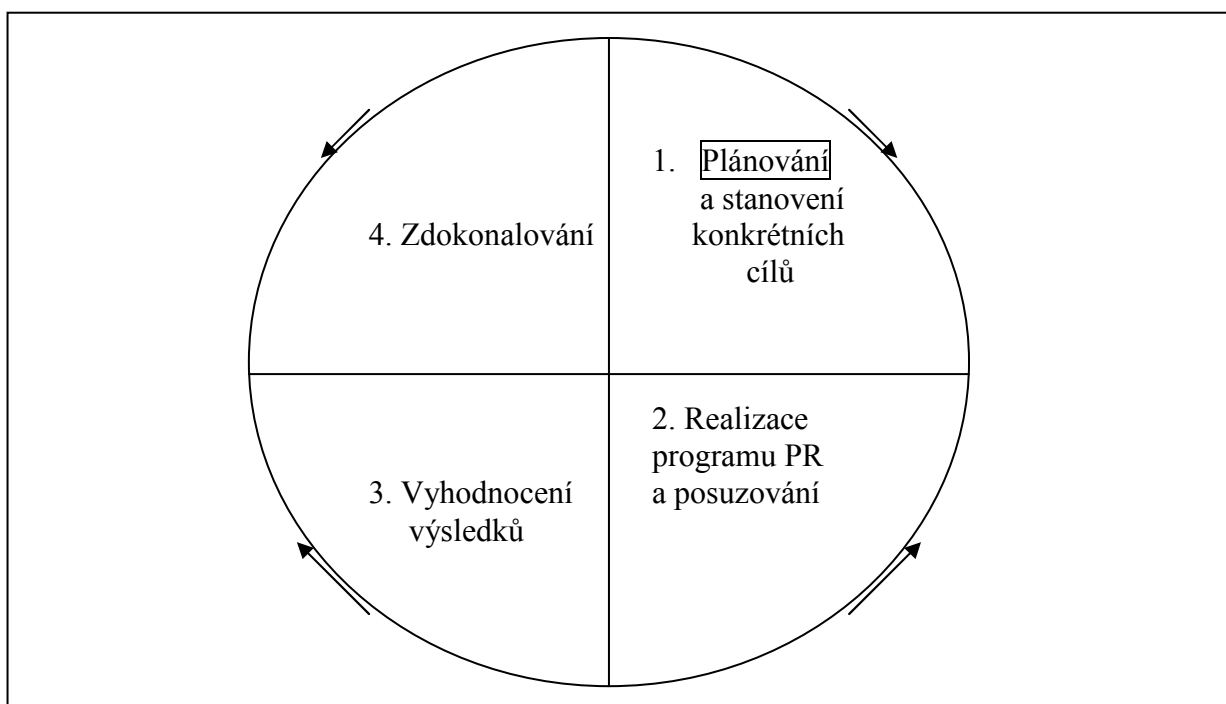 1. Plánování
a stanovení
konkrétních
cílů
2. Realizace
programu PR
a posuzování
3. Vyhodnocení
výsledků
4. Zdokonalování